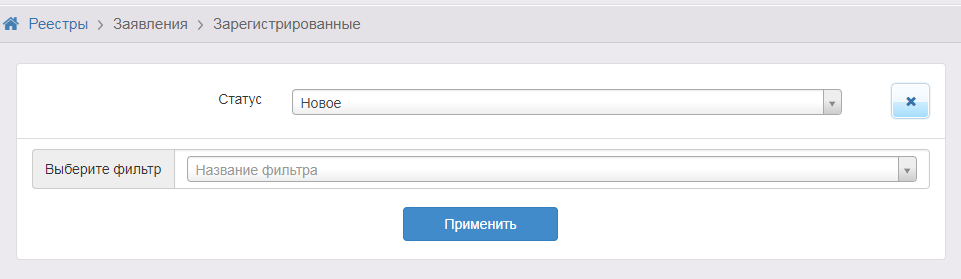 Реестры > Заявления > Зарегистрированные
Статус Новое
Выберите фильтр Название фильтра
Применить